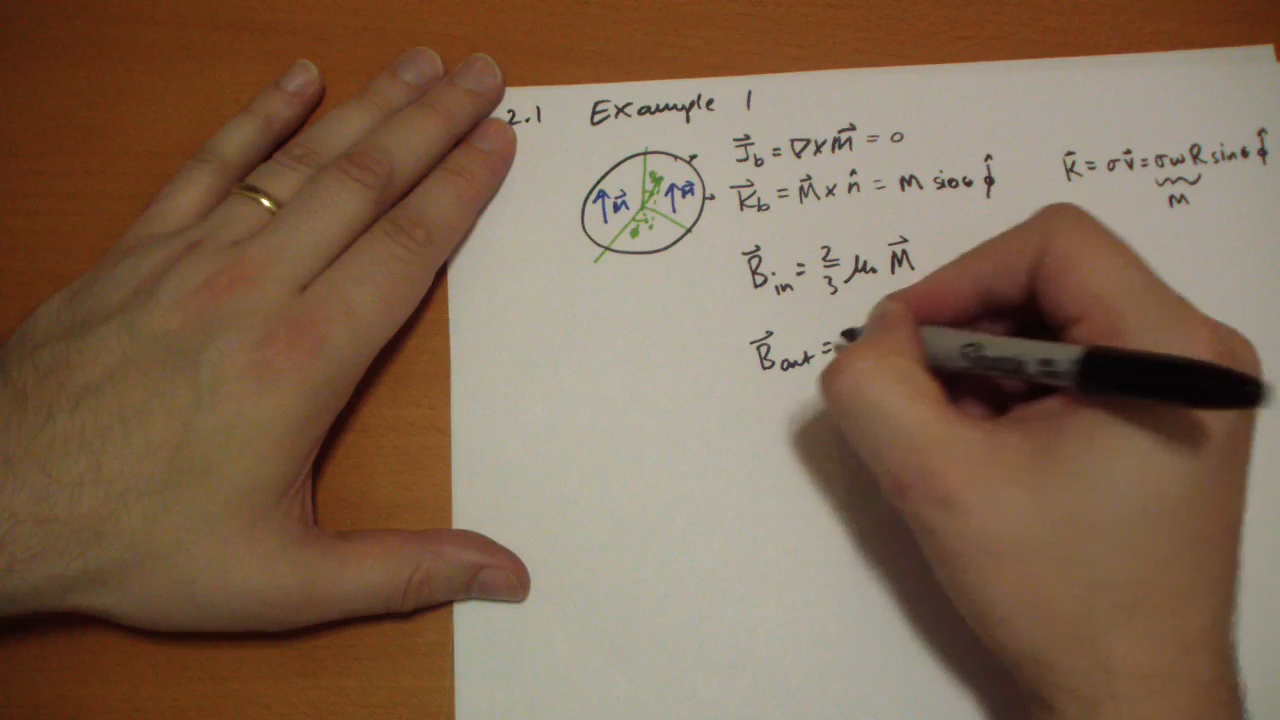 2.1 Example 1
J⃗b = ∇×M⃗ = 0
K⃗b = M⃗ × n̂ = M sinθ ϕ̂
K⃗ = σv⃗ = σωR sinθ ϕ̂
M
M⃗ M⃗
B⃗in = 2/3 μ₀ M⃗
B⃗out =